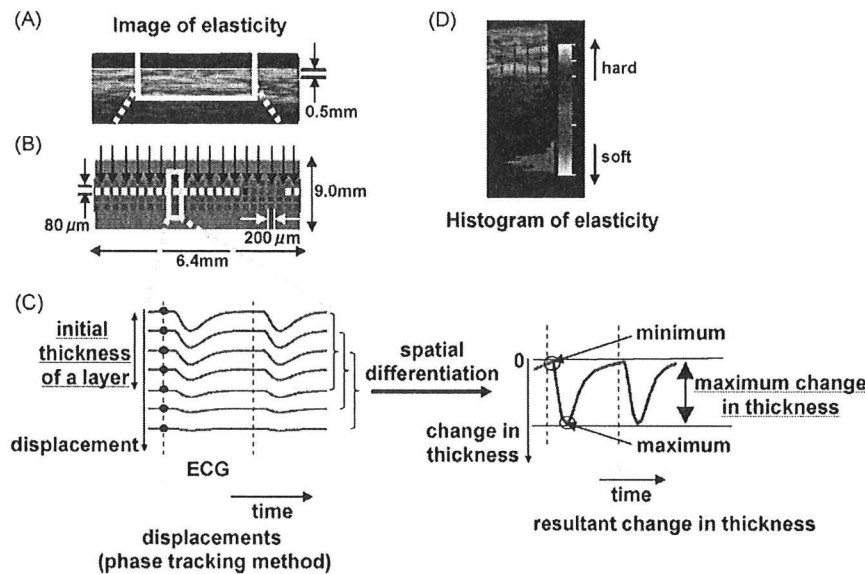 (A)
Image of elasticity
0.5mm
(B)
9.0mm
80 μm
200 μm
6.4mm
(D)
hard
soft
Histogram of elasticity
(C)
initial
thickness
of a layer
displacement
ECG
time
displacements
(phase tracking method)
spatial
differentiation
0
minimum
maximum change
in thickness
change in
thickness
maximum
time
resultant change in thickness